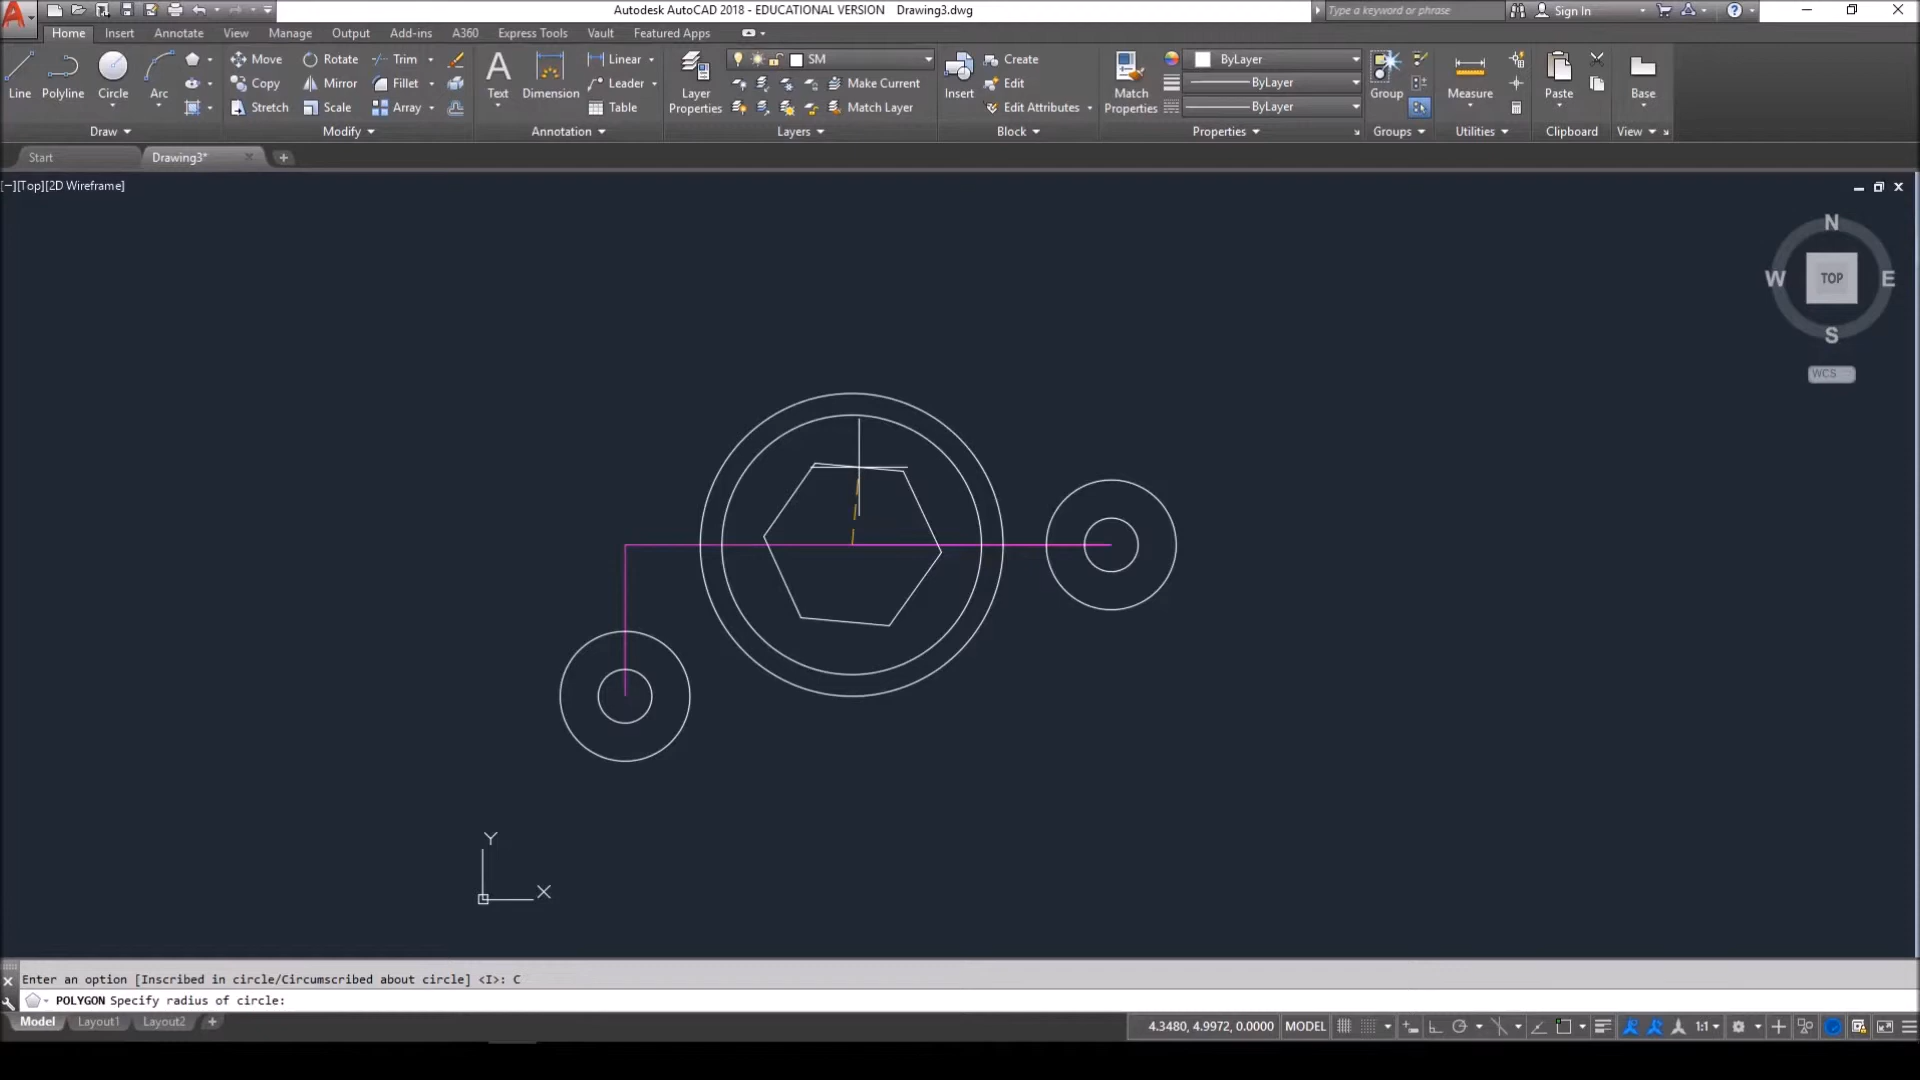 Autodesk AutoCAD 2018 - EDUCATIONAL VERSION Drawing3.dwg
Type a keyword or phrase
Sign In
Home Insert Annotate View Manage Output Add-ins A360 Express Tools Vault Featured Apps
Line
Polyline
Circle
Arc
Draw
Move
Rotate
Trim
Copy
Mirror
Fillet
Stretch
Scale
Array
Modify
Text
Dimension
Linear
Leader
Table
Annotation
Layer
Properties
SM
Make Current
Match Layer
Layers
Insert
Create
Edit
Edit Attributes
Block
Match
Properties
ByLayer
ByLayer
ByLayer
Properties
Group
Groups
Measure
Utilities
Paste
Clipboard
Base
View
Start
Drawing3*
[−][Top][2D Wireframe]
N
W
TOP
E
S
WCS
Y
X
Enter an option [Inscribed in circle/Circumscribed about circle] <I>: C
POLYGON Specify radius of circle:
Model Layout1 Layout2
4.3480, 4.9972, 0.0000 MODEL 1:1